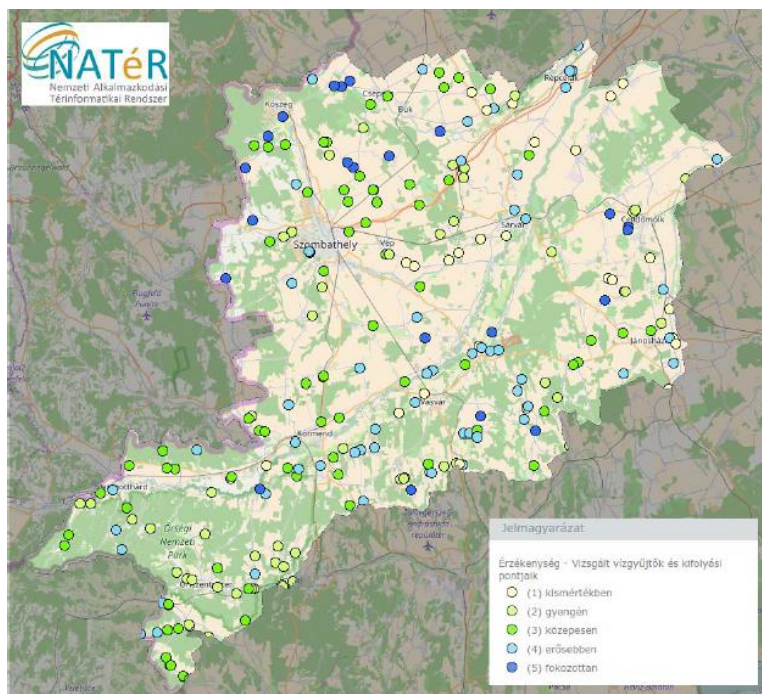 NATéR
Nemzeti Alkalmazkodási
Térinformatikai Rendszer
Répcelak
Csepreg
Kőszeg
Bük
Celldömölk
Sárvár
Szombathely
Vép
Jánosháza
Vasvár
Körmend
Őrségi
Nemzeti
Park
Jelmagyarázat
Érzékenység - Vizsgált vízgyűjtők és kifolyási
pontjaik
(1) kismértékben
(2) gyengén
(3) közepesen
(4) erősebben
(5) fokozottan